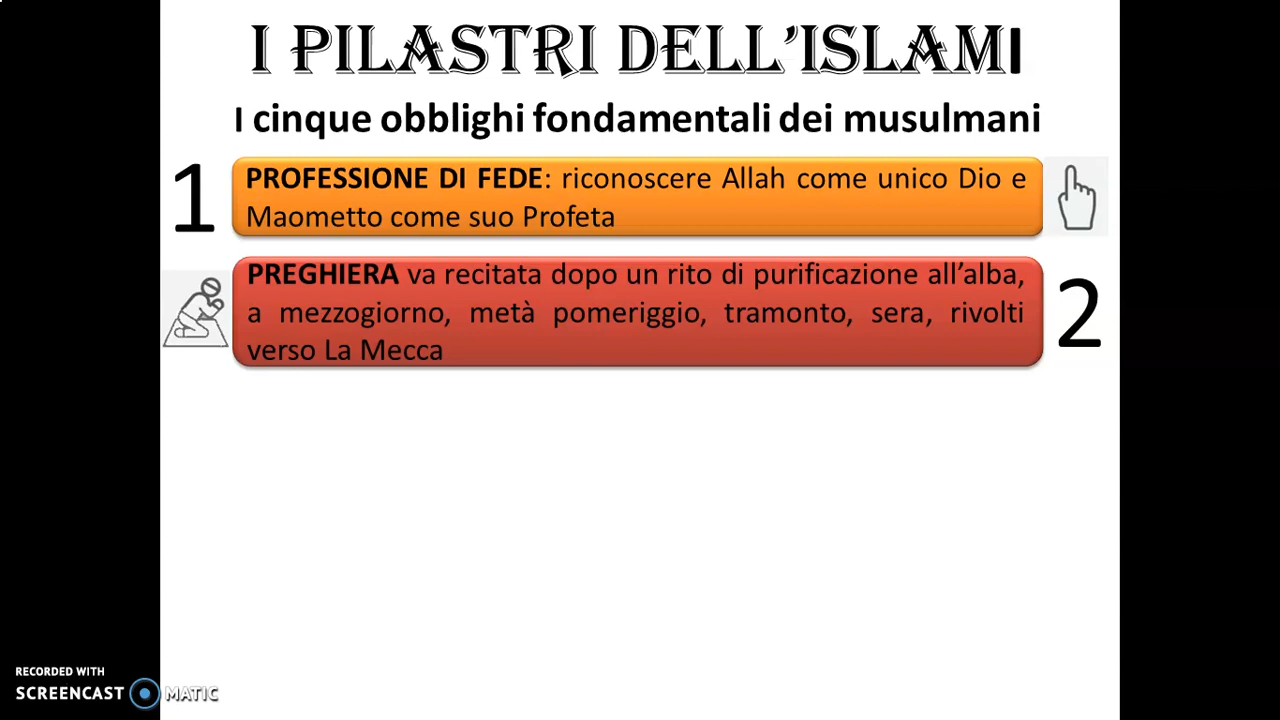 I PILASTRI DELL’ISLAMI
I cinque obblighi fondamentali dei musulmani
1
PROFESSIONE DI FEDE: riconoscere Allah come unico Dio e
Maometto come suo Profeta
PREGHIERA va recitata dopo un rito di purificazione all’alba,
a mezzogiorno, metà pomeriggio, tramonto, sera, rivolti
verso La Mecca
2
RECORDED WITH
SCREENCAST MATIC